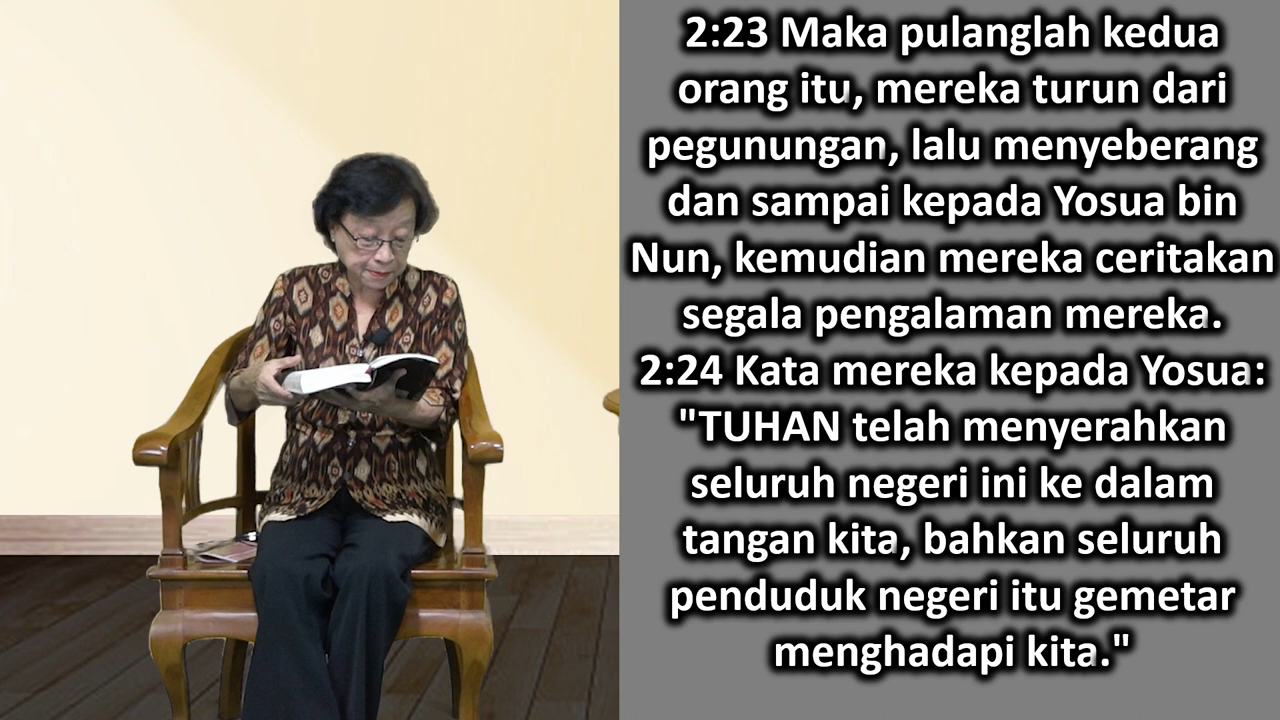 2:23 Maka pulanglah kedua
orang itu, mereka turun dari
pegunungan, lalu menyeberang
dan sampai kepada Yosua bin
Nun, kemudian mereka ceritakan
segala pengalaman mereka.
2:24 Kata mereka kepada Yosua:
"TUHAN telah menyerahkan
seluruh negeri ini ke dalam
tangan kita, bahkan seluruh
penduduk negeri itu gemetar
menghadapi kita."